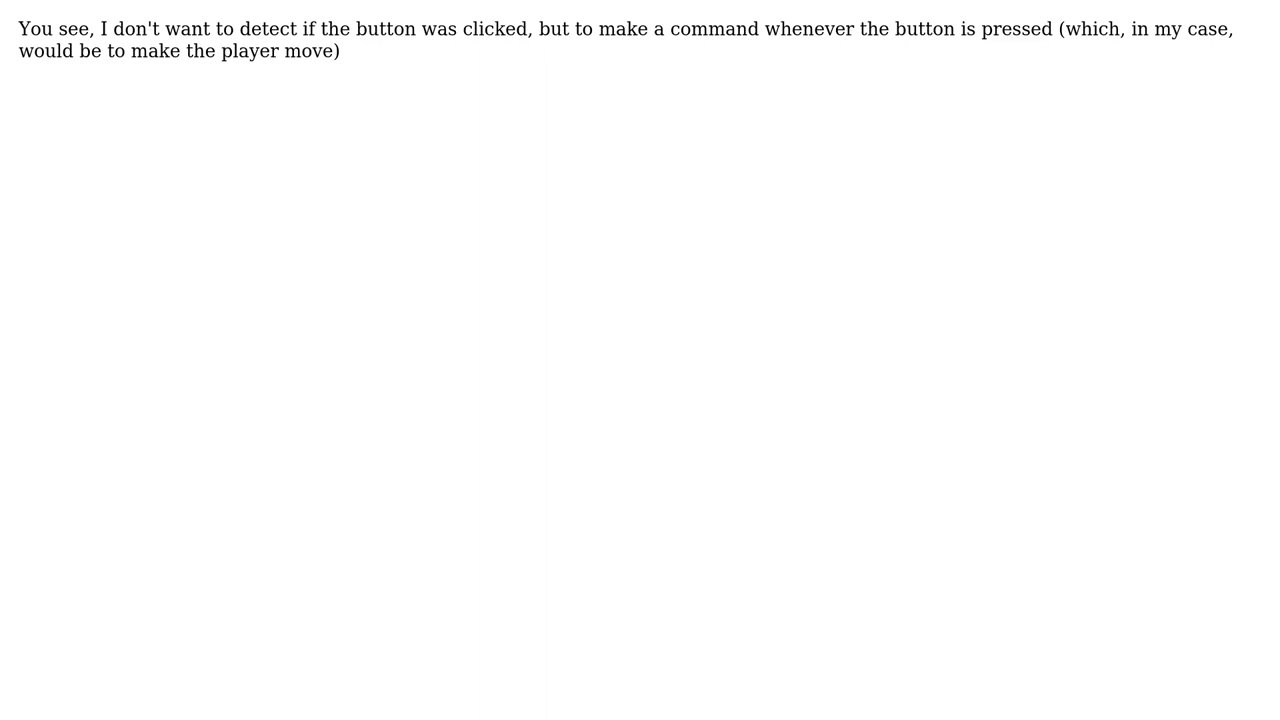 You see, I don't want to detect if the button was clicked, but to make a command whenever the button is pressed (which, in my case,
would be to make the player move)